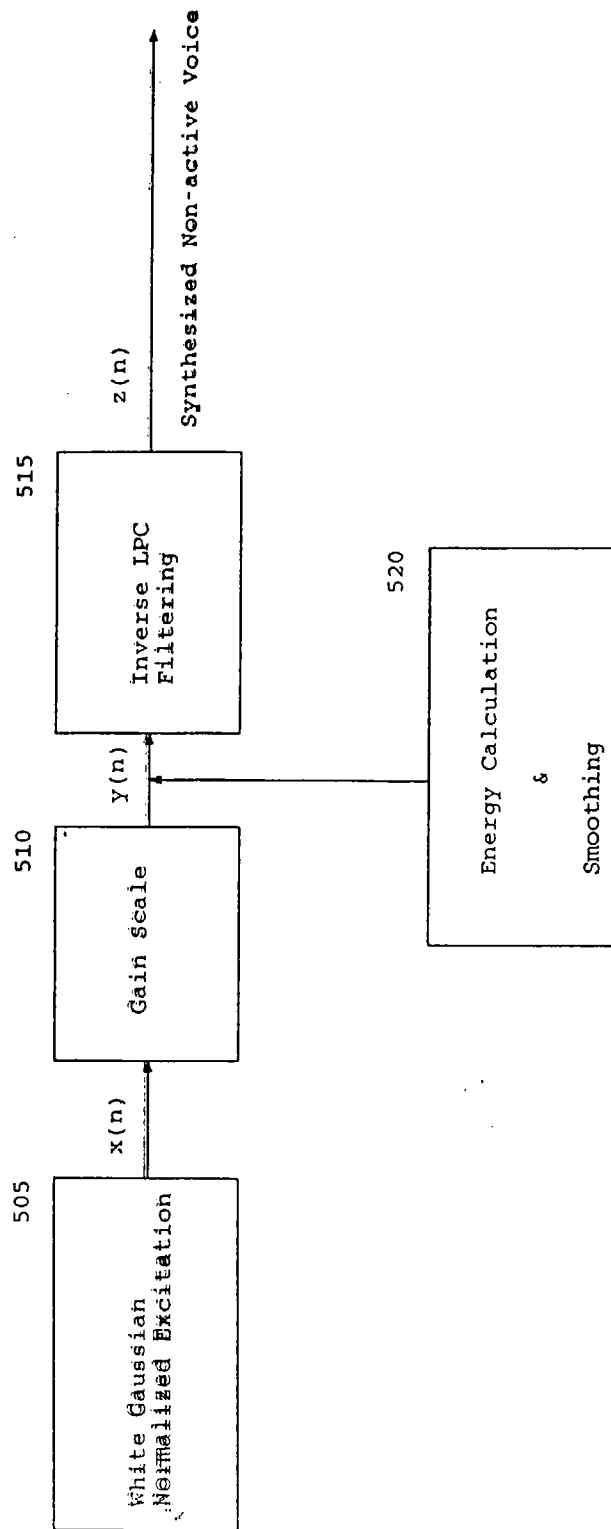 505
White Gaussian
Normalized Excitation
x(n)
510
Gain Scale
y(n)
515
Inverse LPC
Filtering
z(n)
Synthesized Non-active Voice
520
Energy Calculation
&
Smoothing